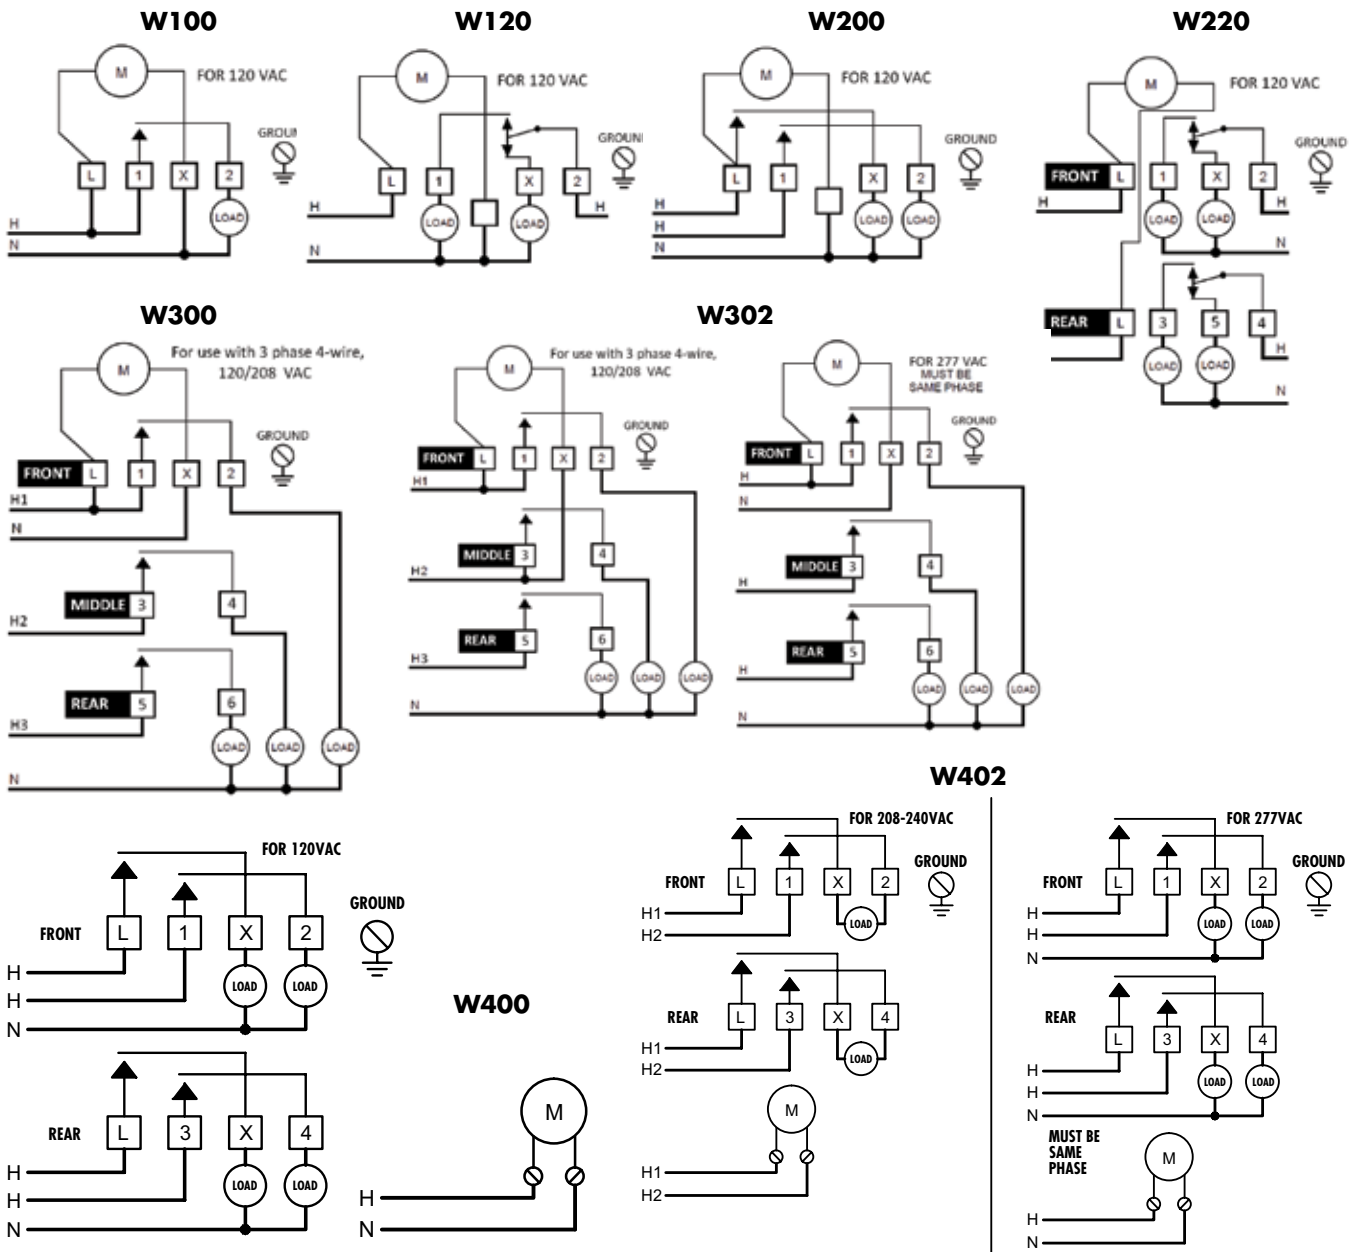 W100
M
FOR 120 VAC
L 1 X 2
LOAD
H
N
W120
M
FOR 120 VAC
GROUN
L 1 X 2
LOAD LOAD
H H
N
W200
M
FOR 120 VAC
GROUND
L 1 X 2
LOAD LOAD
H
H
N
W220
M
FOR 120 VAC
GROUND
FRONT L 1 X 2
LOAD LOAD
H H
N
REAR L 3 5 4
LOAD LOAD
H
N
W300
M
For use with 3 phase 4-wire,
120/208 VAC
GROUND
FRONT L 1 X 2
H1
N
MIDDLE 3 4
H2
REAR 5 6
H3
LOAD LOAD LOAD
N
W302
M
For use with 3 phase 4-wire,
120/208 VAC
GROUND
FRONT L 1 X 2
H1
MIDDLE 3 4
H2
REAR 5 6
H3
LOAD LOAD LOAD
N
M
FOR 277 VAC
MUST BE
SAME PHASE
GROUND
FRONT L 1 X 2
H
N
MIDDLE 3 4
H
REAR 5 6
H
LOAD LOAD LOAD
N
FOR 120VAC
GROUND
FRONT L 1 X 2
H
H
LOAD LOAD
N
REAR L 3 X 4
H
H
LOAD LOAD
N
W400
M
H
N
W402
FOR 208-240VAC
GROUND
FRONT L 1 X 2
H1
H2
LOAD
REAR L 3 X 4
H1
H2
LOAD
M
H1
H2
FOR 277VAC
GROUND
FRONT L 1 X 2
H
H
LOAD LOAD
N
REAR
L 3 X 4
H
H
LOAD LOAD
N
MUST BE
SAME
PHASE
M
H
N